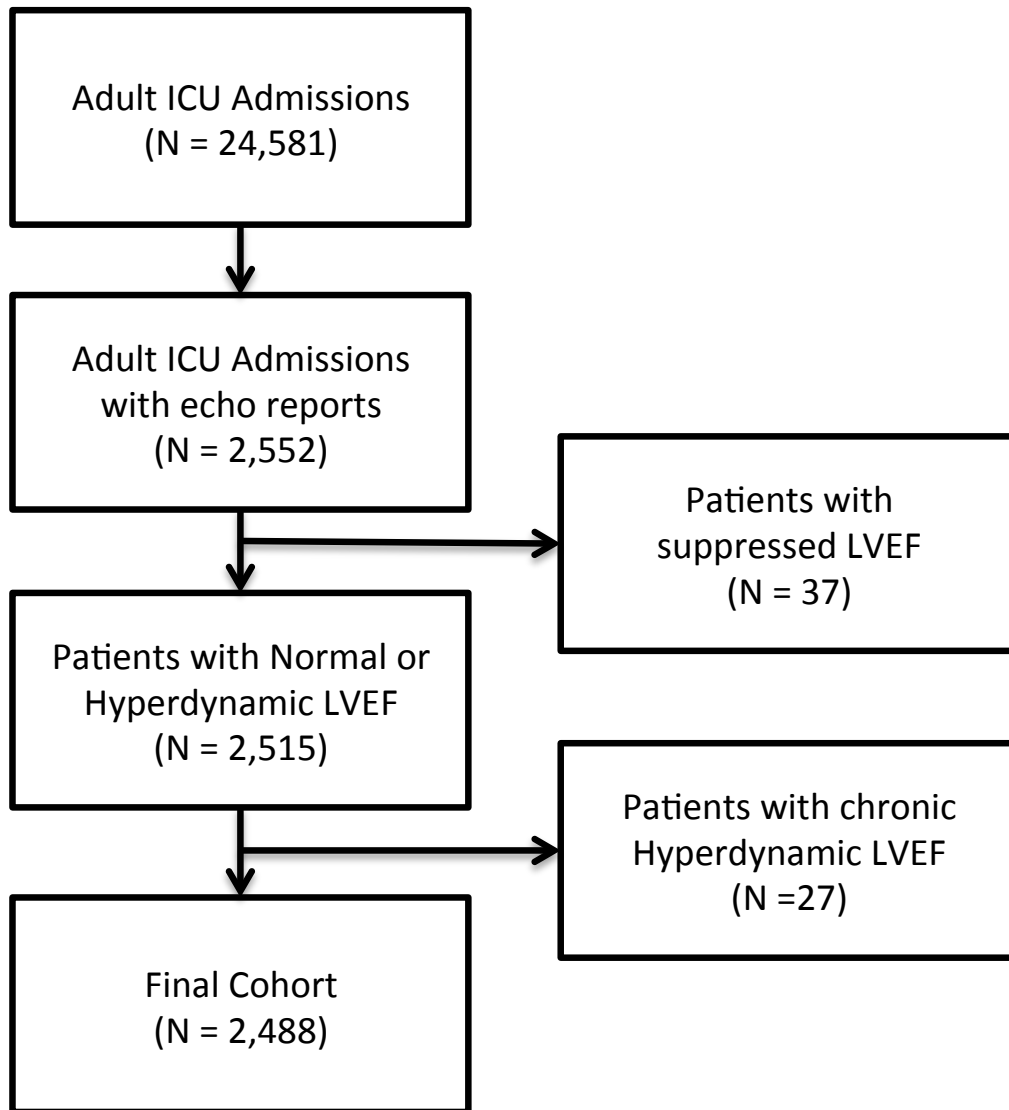 Adult ICU Admissions
(N = 24,581)
Adult ICU Admissions
with echo reports
(N = 2,552)
Patients with
suppressed LVEF
(N = 37)
Patients with Normal or
Hyperdynamic LVEF
(N = 2,515)
Patients with chronic
Hyperdynamic LVEF
(N =27)
Final Cohort
(N = 2,488)